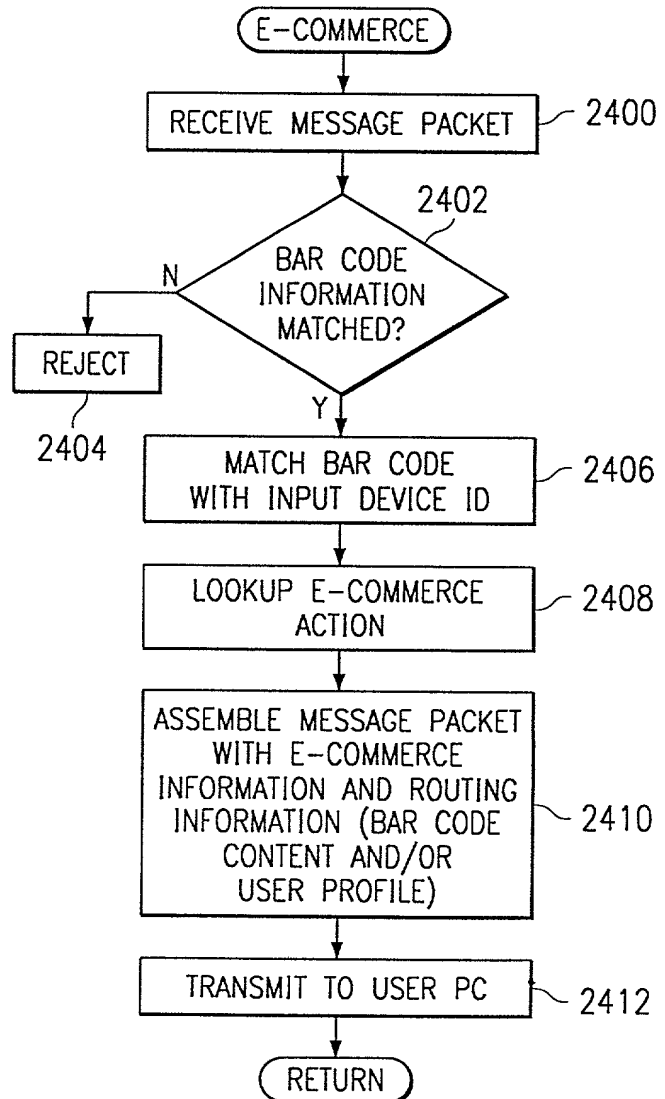 E-COMMERCE
RECEIVE MESSAGE PACKET
2400
2402
BAR CODE
INFORMATION
MATCHED?
N
REJECT
2404
Y
MATCH BAR CODE
WITH INPUT DEVICE ID
2406
LOOKUP E-COMMERCE
ACTION
2408
ASSEMBLE MESSAGE PACKET
WITH E-COMMERCE
INFORMATION AND ROUTING
INFORMATION (BAR CODE
CONTENT AND/OR
USER PROFILE)
2410
TRANSMIT TO USER PC
2412
RETURN